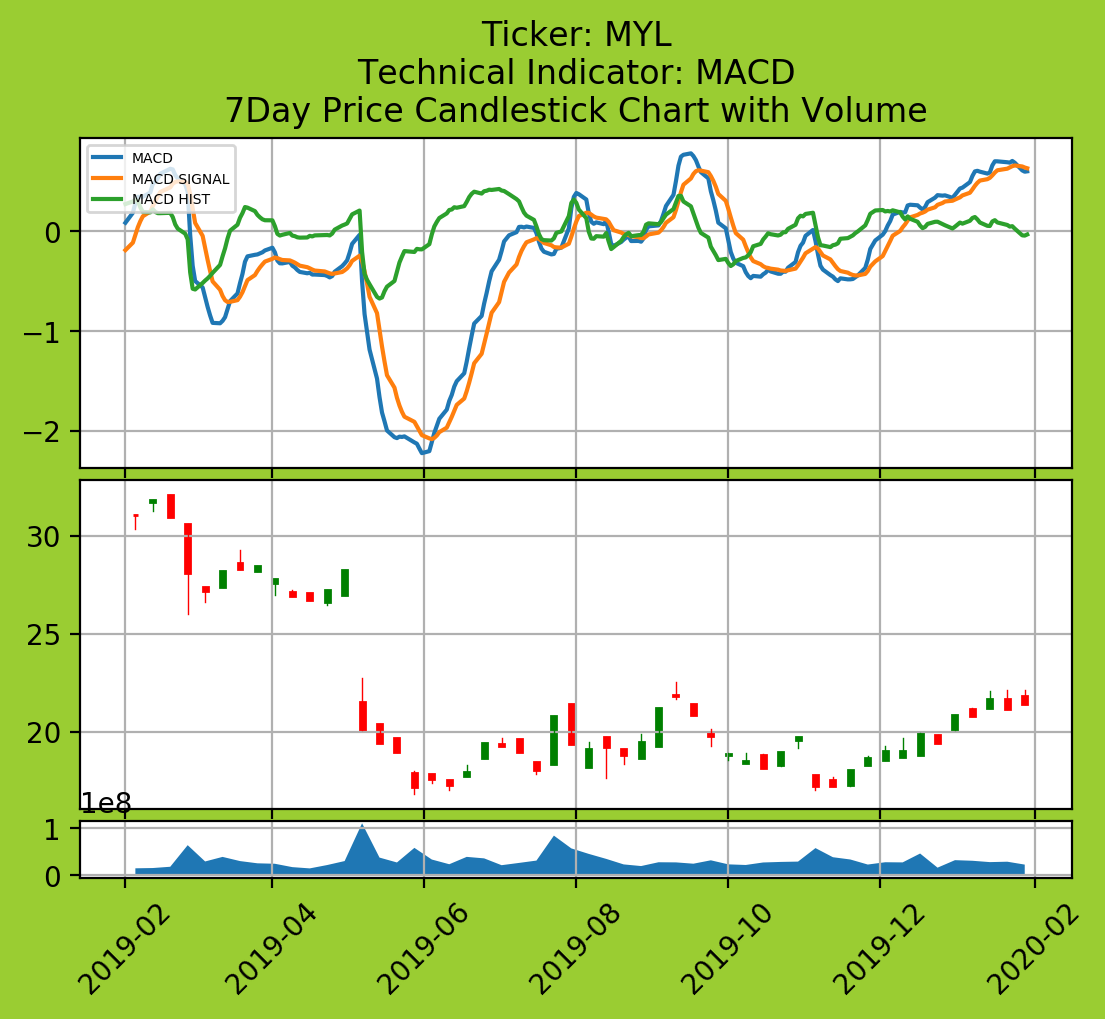 Ticker: MYL
Technical Indicator: MACD
7Day Price Candlestick Chart with Volume
MACD
MACD SIGNAL
MACD HIST
0
−1
−2
30
25
20
1e8
1
0
2019-02
2019-04
2019-06
2019-08
2019-10
2019-12
2020-02